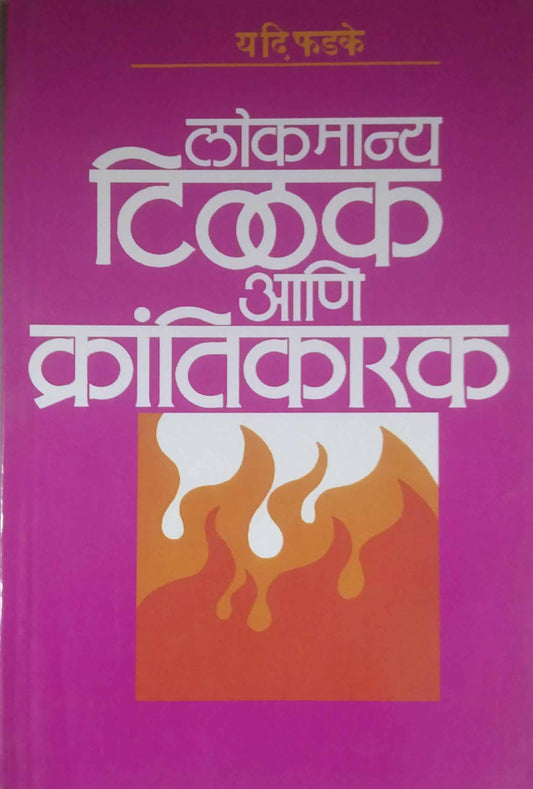 य दि फडके
लोकमान्य
टिळक
आणि
क्रांतिकारक